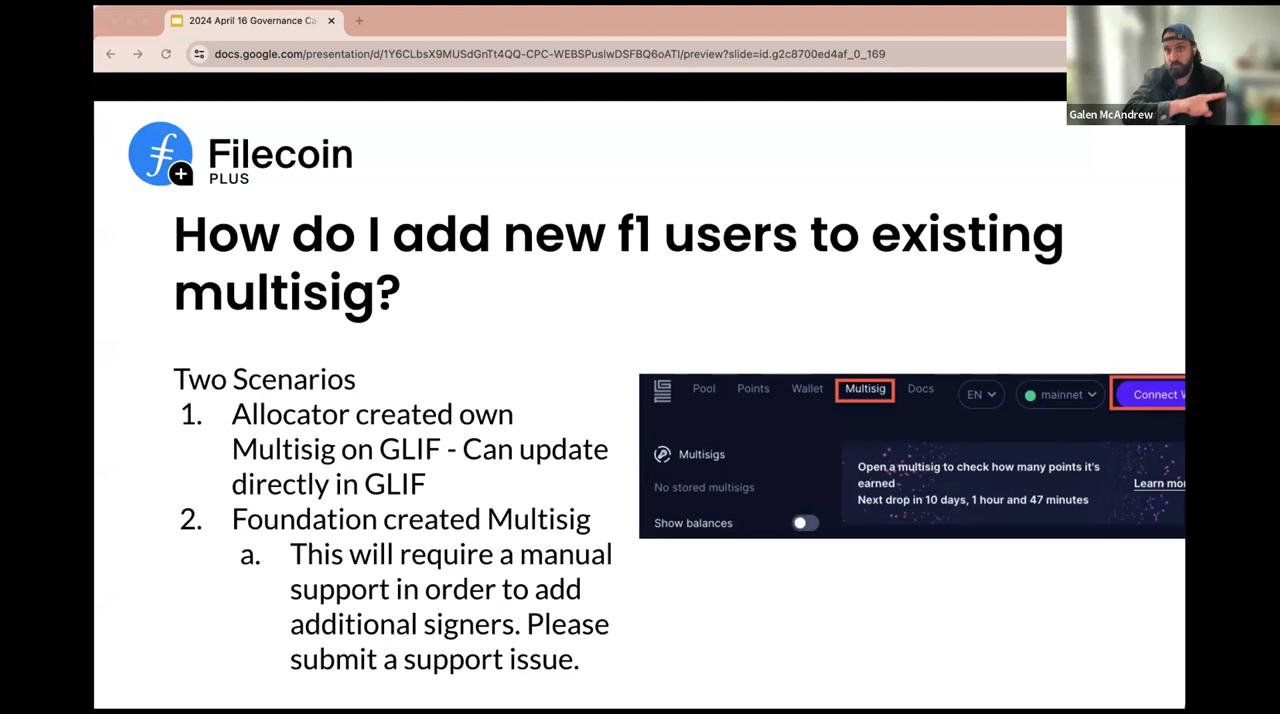 2024 April 16 Governance Ca
docs.google.com/presentation/d/1Y6CLbsX9MUSdGnTt4QQ-CPC-WEBSPuslwDSFBQ6oATI/preview?slide=id.g2c8700ed4af_0_169
Galen McAndrew
Filecoin
PLUS
How do I add new f1 users to existing
multisig?
Two Scenarios
1. Allocator created own
Multisig on GLIF - Can update
directly in GLIF
2. Foundation created Multisig
a. This will require a manual
support in order to add
additional signers. Please
submit a support issue.
Pool Points Wallet Multisig Docs EN mainnet Connect W
Multisigs
No stored multisigs
Show balances
Open a multisig to check how many points it's
earned
Next drop in 10 days, 1 hour and 47 minutes
Learn mor